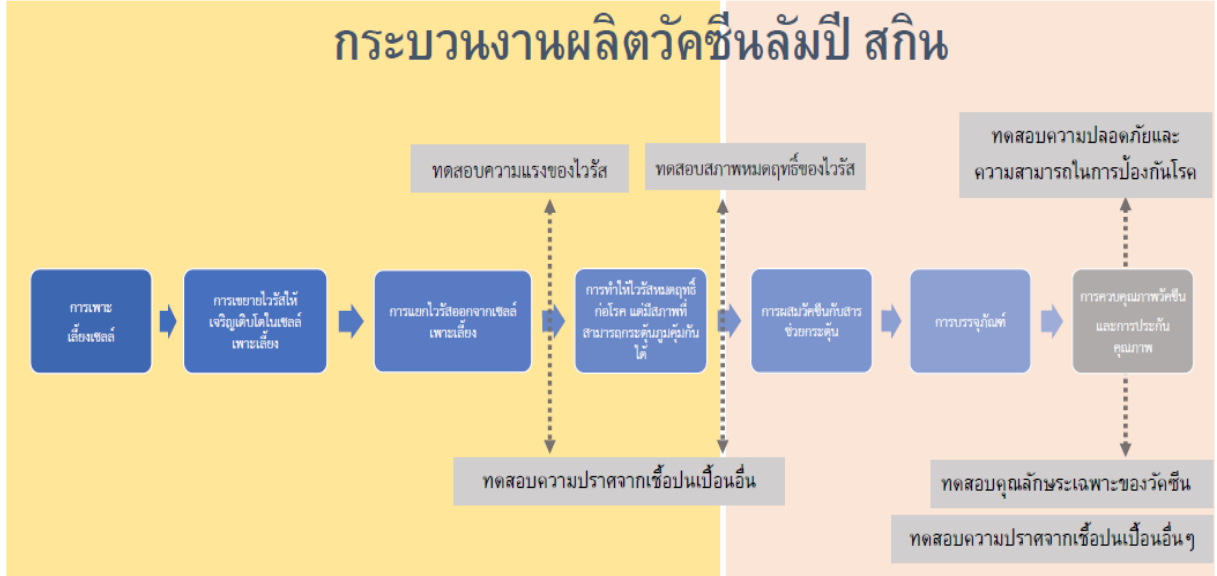 กระบวนงานผลิตวัคซีนลัมปี สกิน
ทดสอบความแรงของไวรัส
ทดสอบสภาพหมดฤทธิ์ของไวรัส
ทดสอบความปลอดภัยและ
ความสามารถในการป้องกันโรค
การเพาะ
เลี้ยงเซลล์
การเขยายไวรัสให้
เจริญเติบโตในเซลล์
เพาะเลี้ยง
การแยกไวรัสออกจากเซลล์
เพาะเลี้ยง
การทำให้ไวรัสหมดฤทธิ์
ก่อโรค แต่มีสภาพที่
สามารถกระตุ้นภูมคุ้มกัน
ได้
การผสมวัคซีนกับสาร
ช่วยกระตุ้น
การบรรจุภัณฑ์
การควบคุณภาพวัคซีน
และการประกัน
คุณภาพ
ทดสอบความปราศจากเชื้อปนเปื้อนอื่น
ทดสอบคุณลักษระเฉพาะของวัคซีน
ทดสอบความปราศจากเชื้อปนเปื้อนอื่นๆ